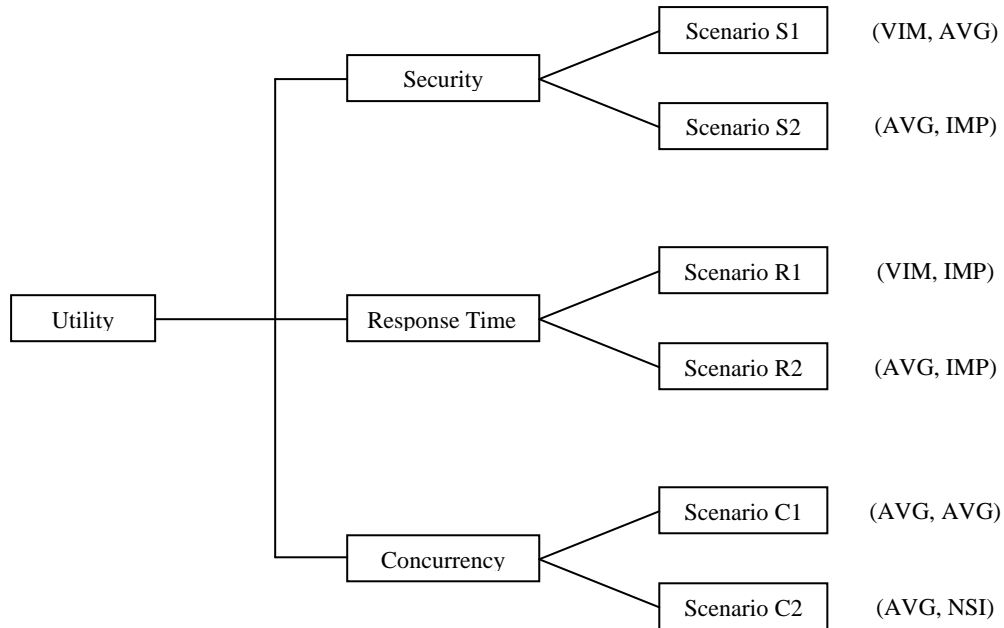 Scenario S1 (VIM, AVG)
Security
Scenario S2 (AVG, IMP)
Scenario R1 (VIM, IMP)
Utility
Response Time
Scenario R2 (AVG, IMP)
Scenario C1 (AVG, AVG)
Concurrency
Scenario C2 (AVG, NSI)